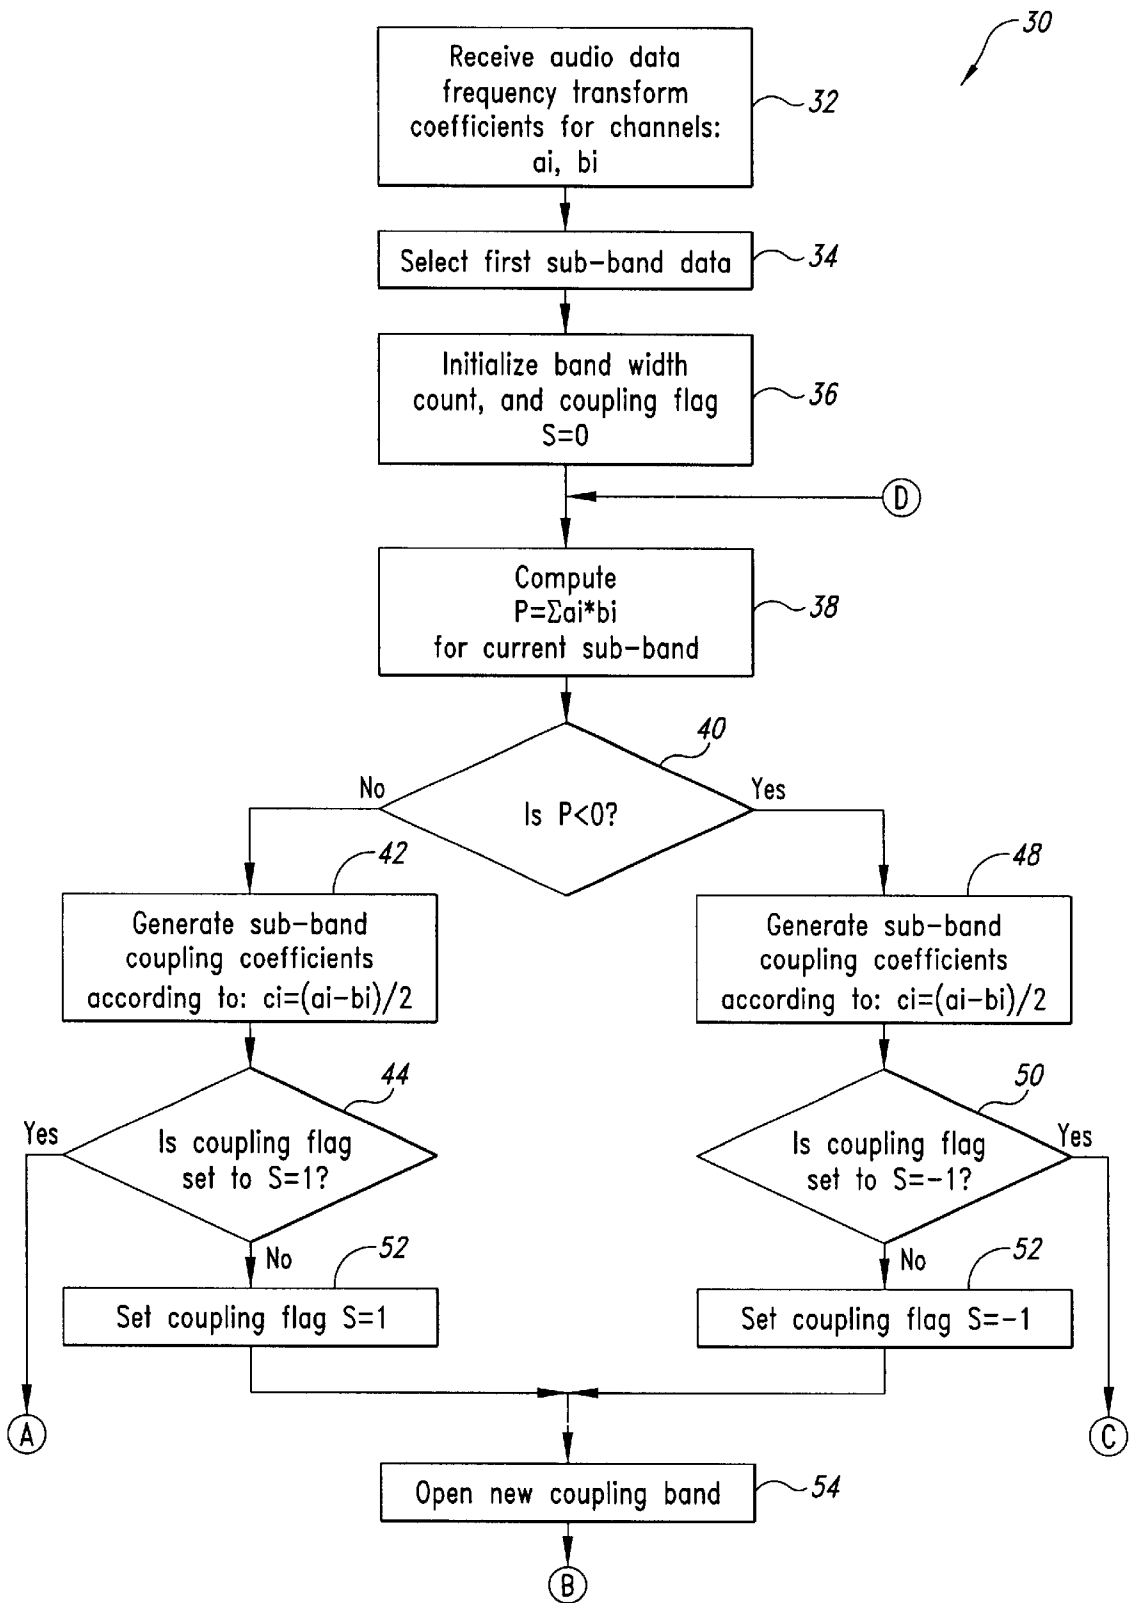 30
Receive audio data
frequency transform
coefficients for channels:
ai, bi
32
Select first sub-band data
34
Initialize band width
count, and coupling flag
S=0
36
D
Compute
P=Σai*bi
for current sub-band
38
40
No
Is P<0?
Yes
42
Generate sub-band
coupling coefficients
according to: ci=(ai-bi)/2
48
Generate sub-band
coupling coefficients
according to: ci=(ai-bi)/2
44
Yes
Is coupling flag
set to S=1?
No
50
Is coupling flag
set to S=-1?
Yes
No
52
Set coupling flag S=1
52
Set coupling flag S=-1
A
C
Open new coupling band
54
B